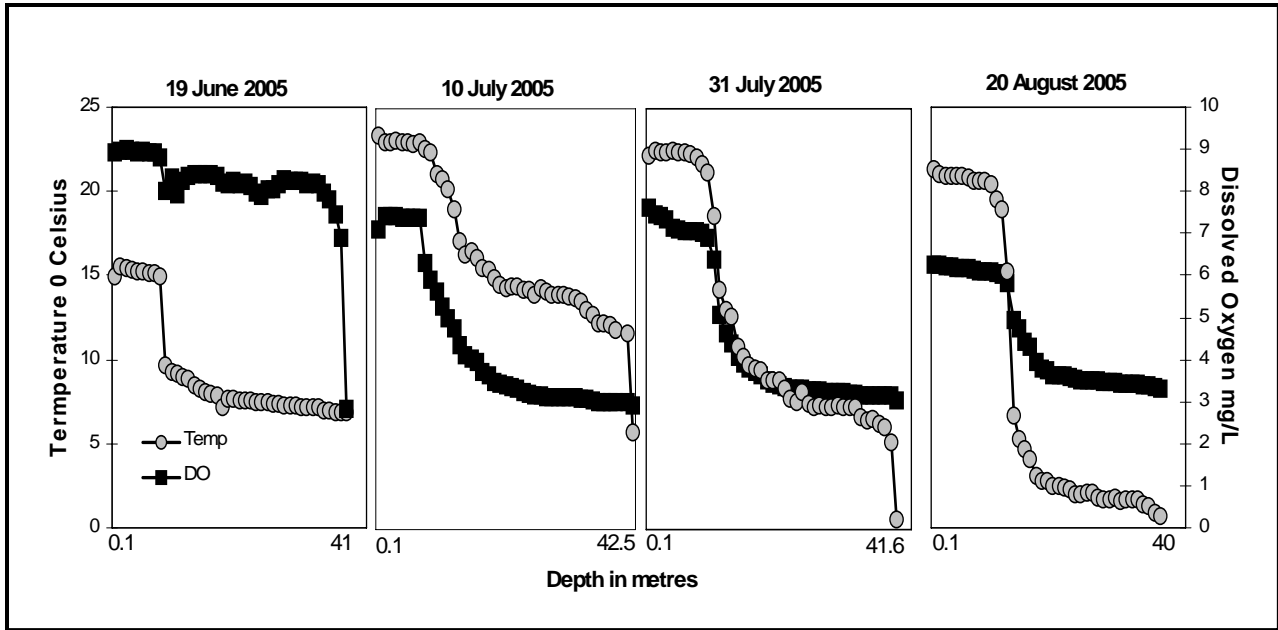 19 June 2005
10 July 2005
31 July 2005
20 August 2005
Termperature 0 Celsius
25
20
15
10
5
0
Temp
DO
10
9
8
7
6
5
4
3
2
1
0
Dissolved Oxygen mg/L
0.1 41
0.1 42.5
0.1 41.6
0.1 40
Depth in metres